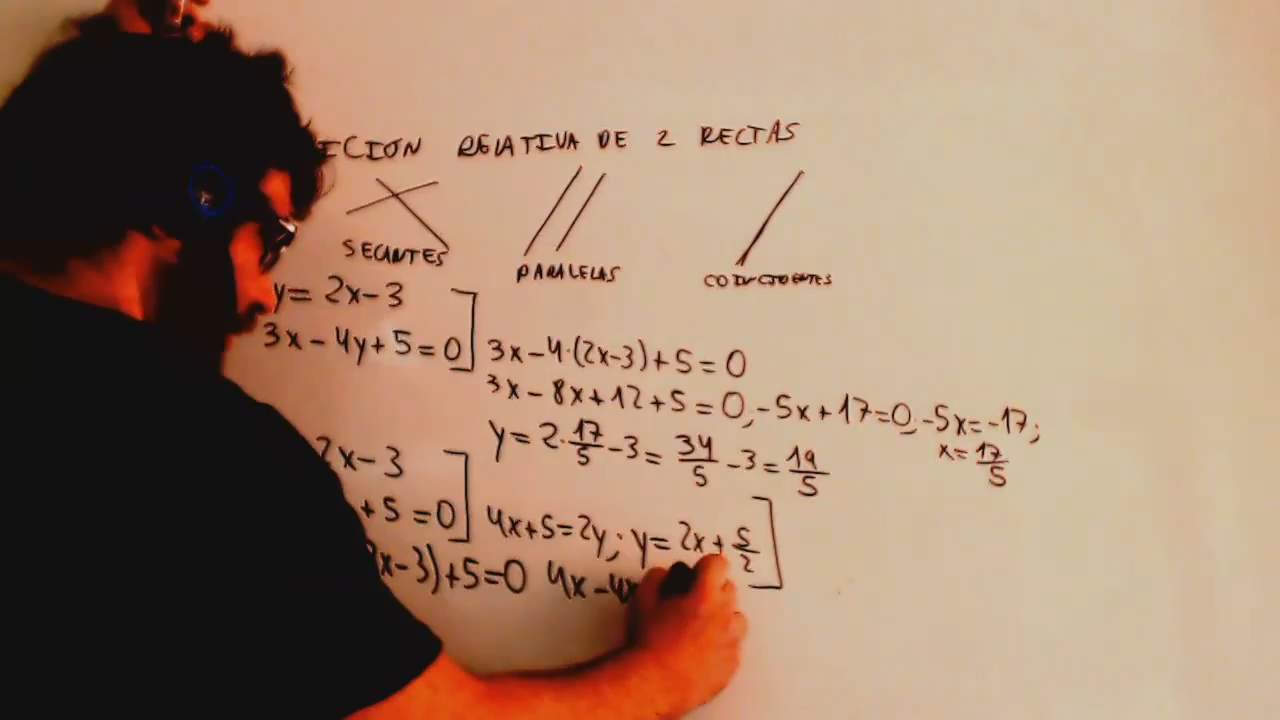 ICION RELATIVA DE 2 RECTAS
SECANTES PARALELAS
y = 2x-3
3x-4y+5=0
3x-4·(2x-3)+5=0
3x-8x+12+5=0, -5x+17=0, -5x=-17;
x=17/5
y=2·17/5-3=34/5-3=19/5
2x-3
+5=0
4x+5=2y; y=2x+5/2
x-3)+5=0 4x-4x